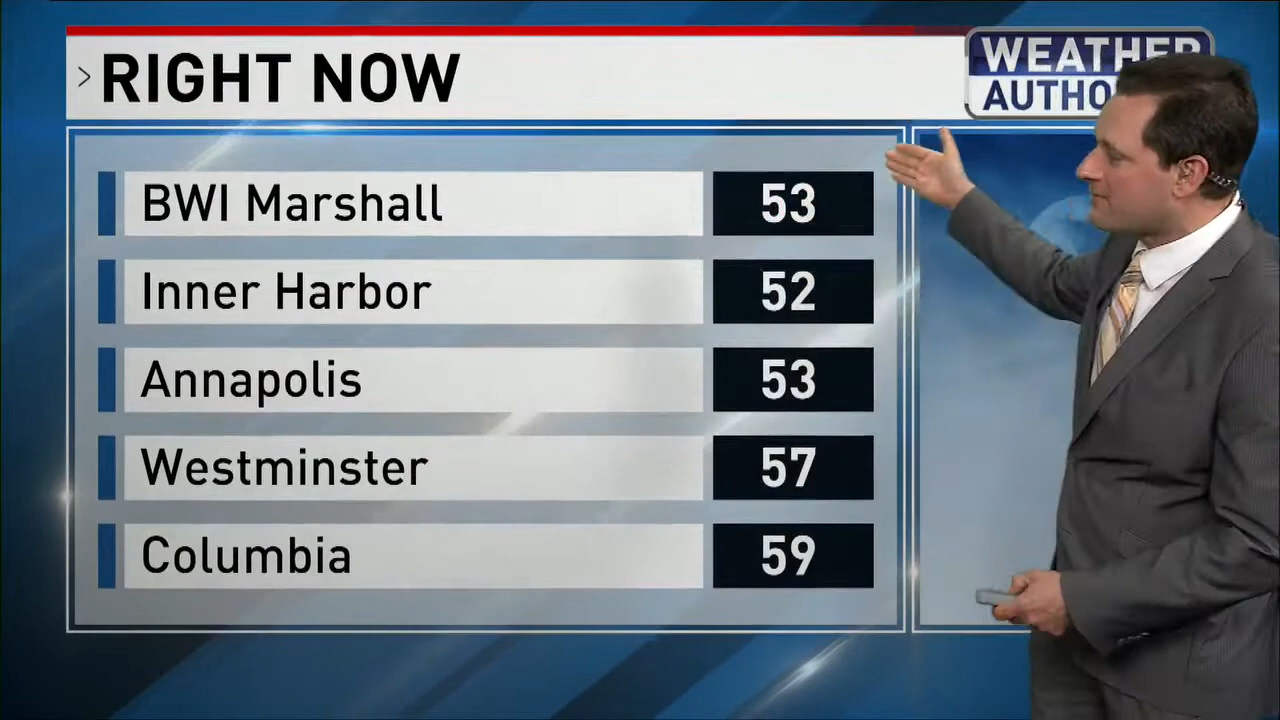 > RIGHT NOW
WEATHER
BWI Marshall 53
Inner Harbor 52
Annapolis 53
Westminster 57
Columbia 59